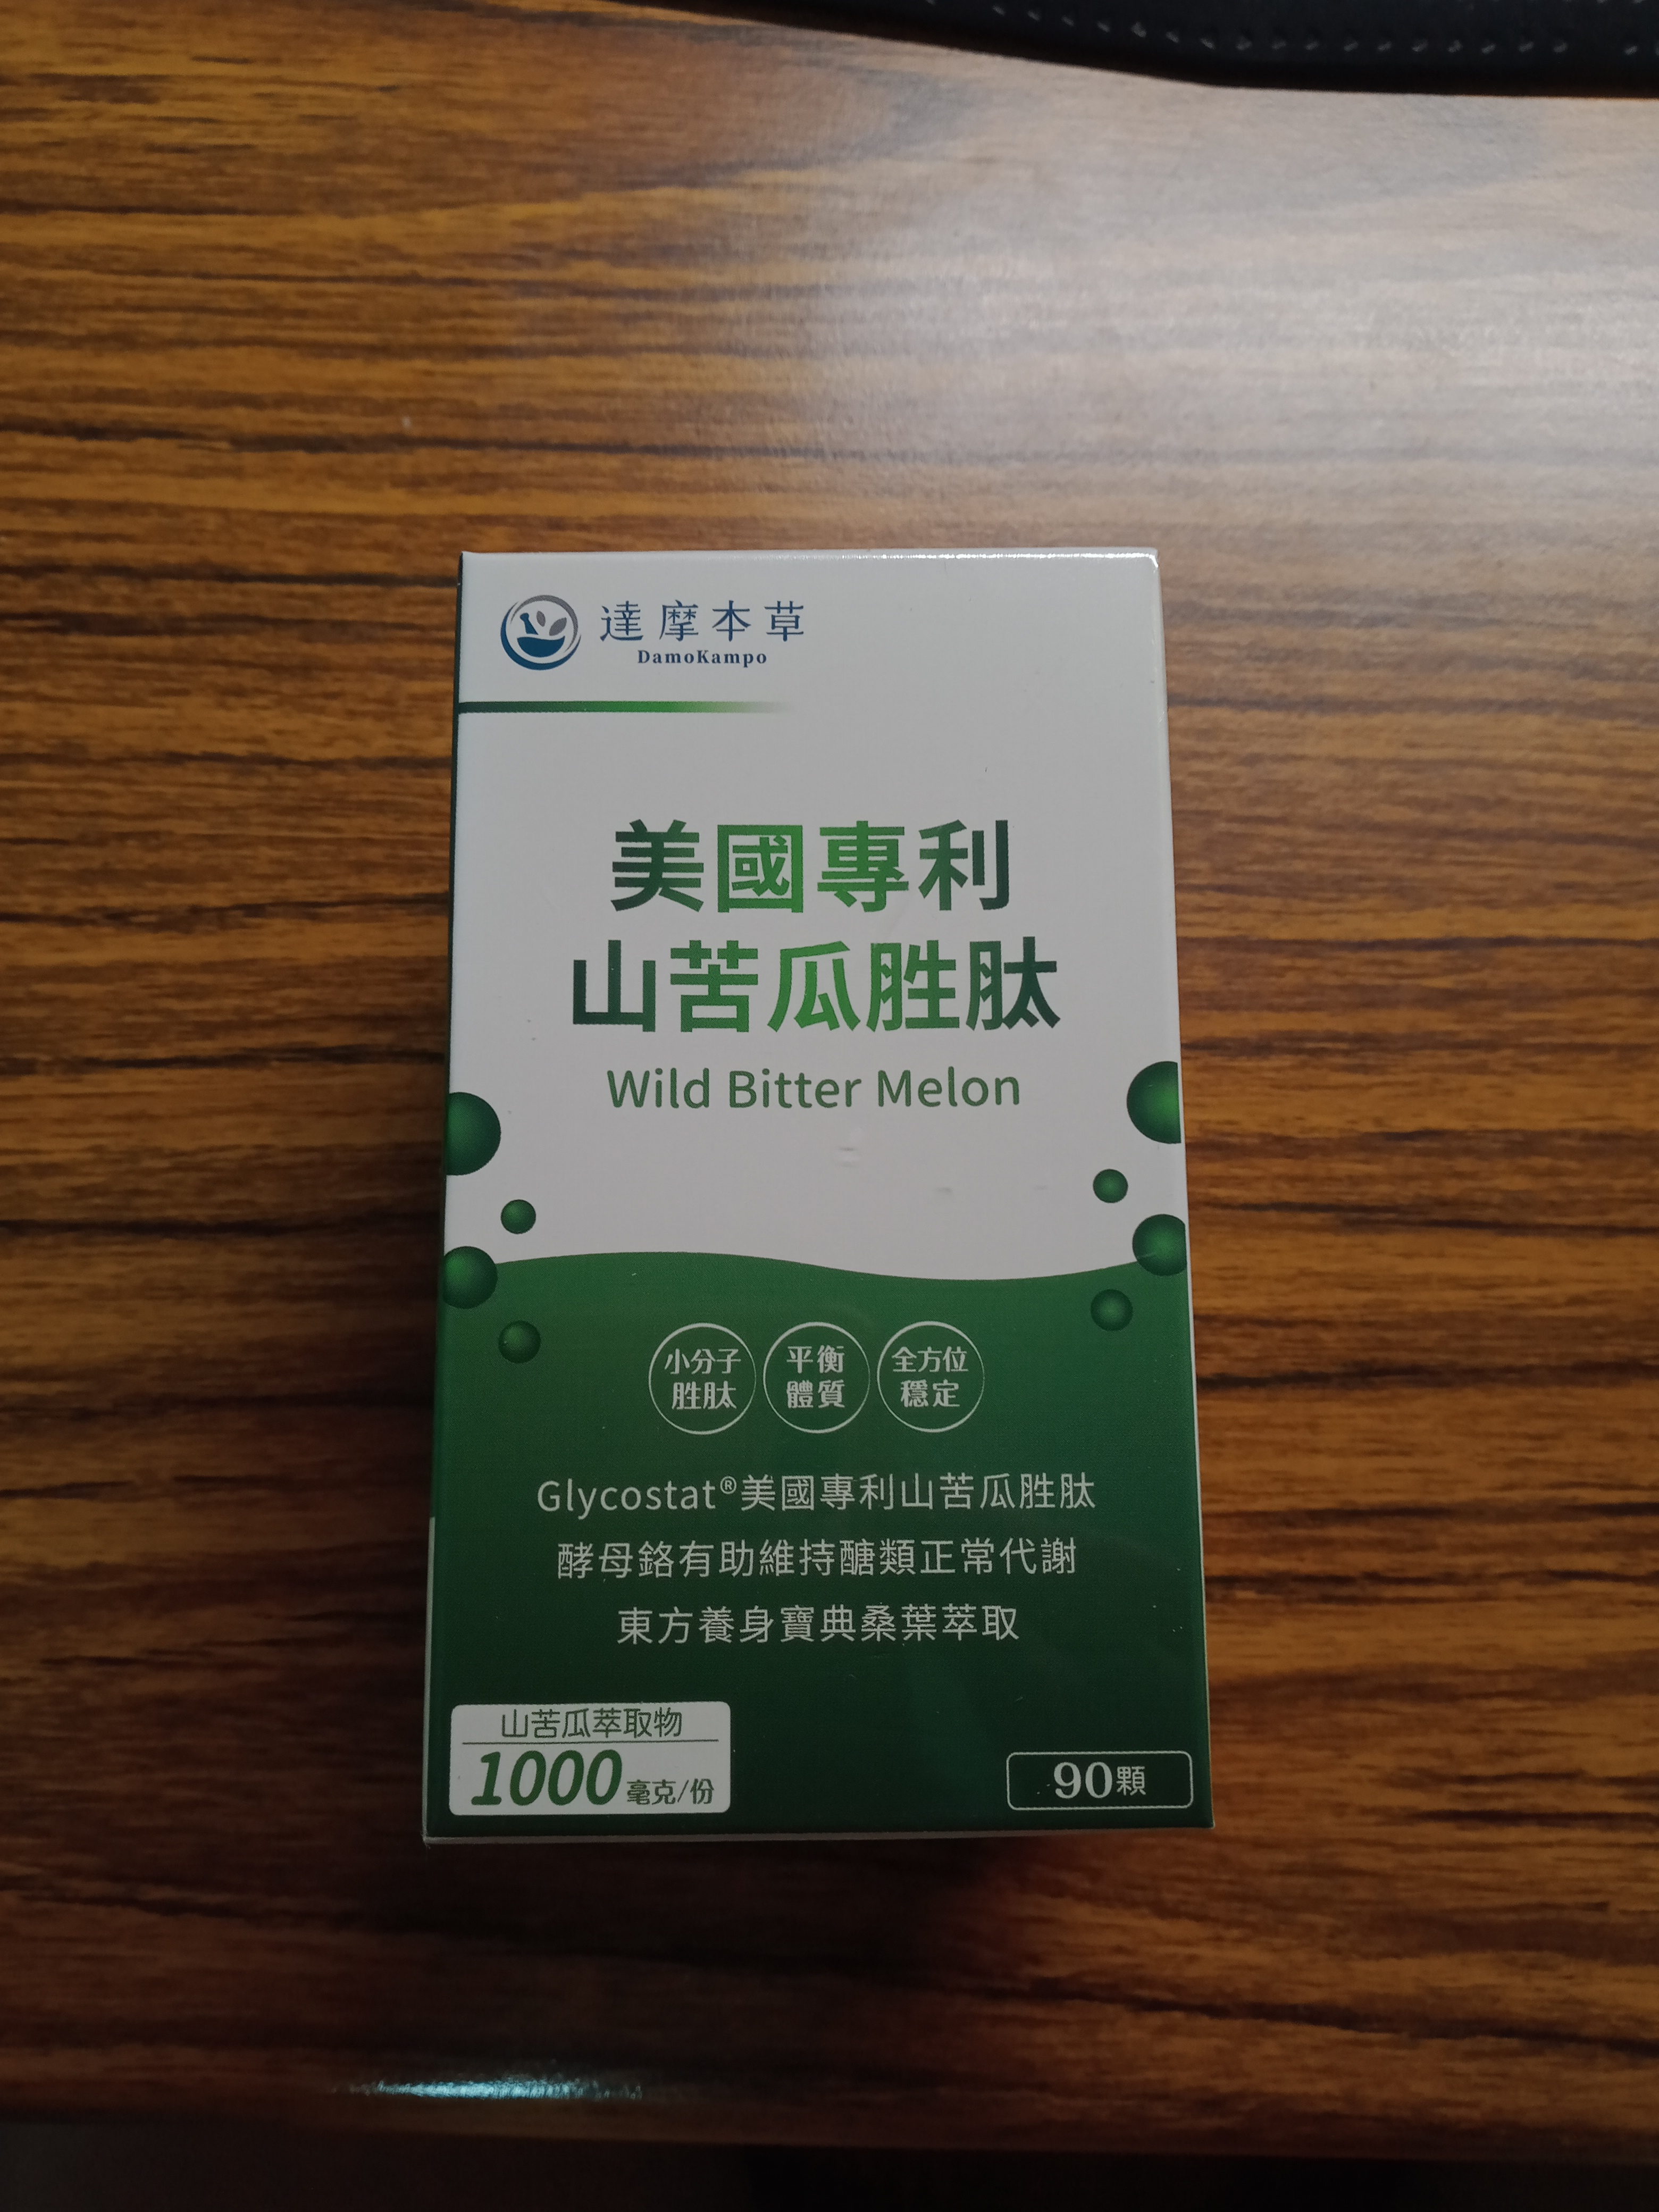 達摩本草
DamoKampo
美國專利
山苦瓜胜肽
Wild Bitter Melon
小分子
胜肽
平衡
體質
全方位
穩定
Glycostat®美國專利山苦瓜胜肽
酵母鉻有助維持醣類正常代謝
東方養身寶典桑葉萃取
山苦瓜萃取物
1000毫克/份
90顆